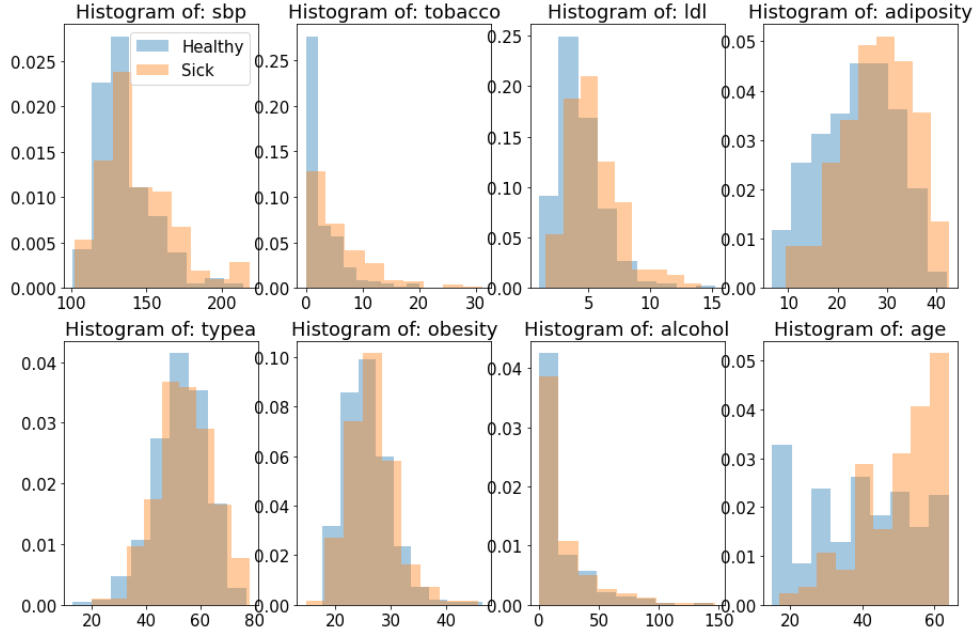 Histogram of: sbp
Healthy
Sick
0.025
0.020
0.015
0.010
0.005
0.000
100 150 200
Histogram of: tobacco
0.25
0.20
0.15
0.10
0.05
0.00
0 10 20 30
Histogram of: ldl
0.25
0.20
0.15
0.10
0.05
0.00
5 10 15
Histogram of: adiposity
0.05
0.04
0.03
0.02
0.01
0.00
10 20 30 40
Histogram of: typea
0.04
0.03
0.02
0.01
0.00
20 40 60 80
Histogram of: obesity
0.10
0.08
0.06
0.04
0.02
0.00
20 30 40
Histogram of: alcohol
0.04
0.03
0.02
0.01
0.00
0 50 100 150
Histogram of: age
0.05
0.04
0.03
0.02
0.01
0.00
20 40 60